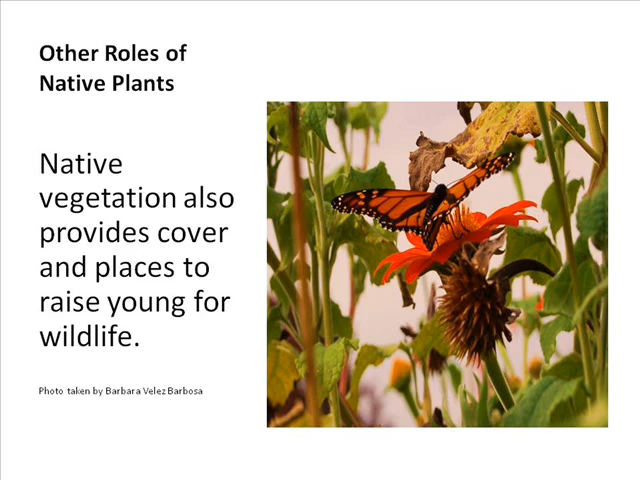 Other Roles of
Native Plants
Native
vegetation also
provides cover
and places to
raise young for
wildlife.
Photo taken by Barbara Velez Barbosa